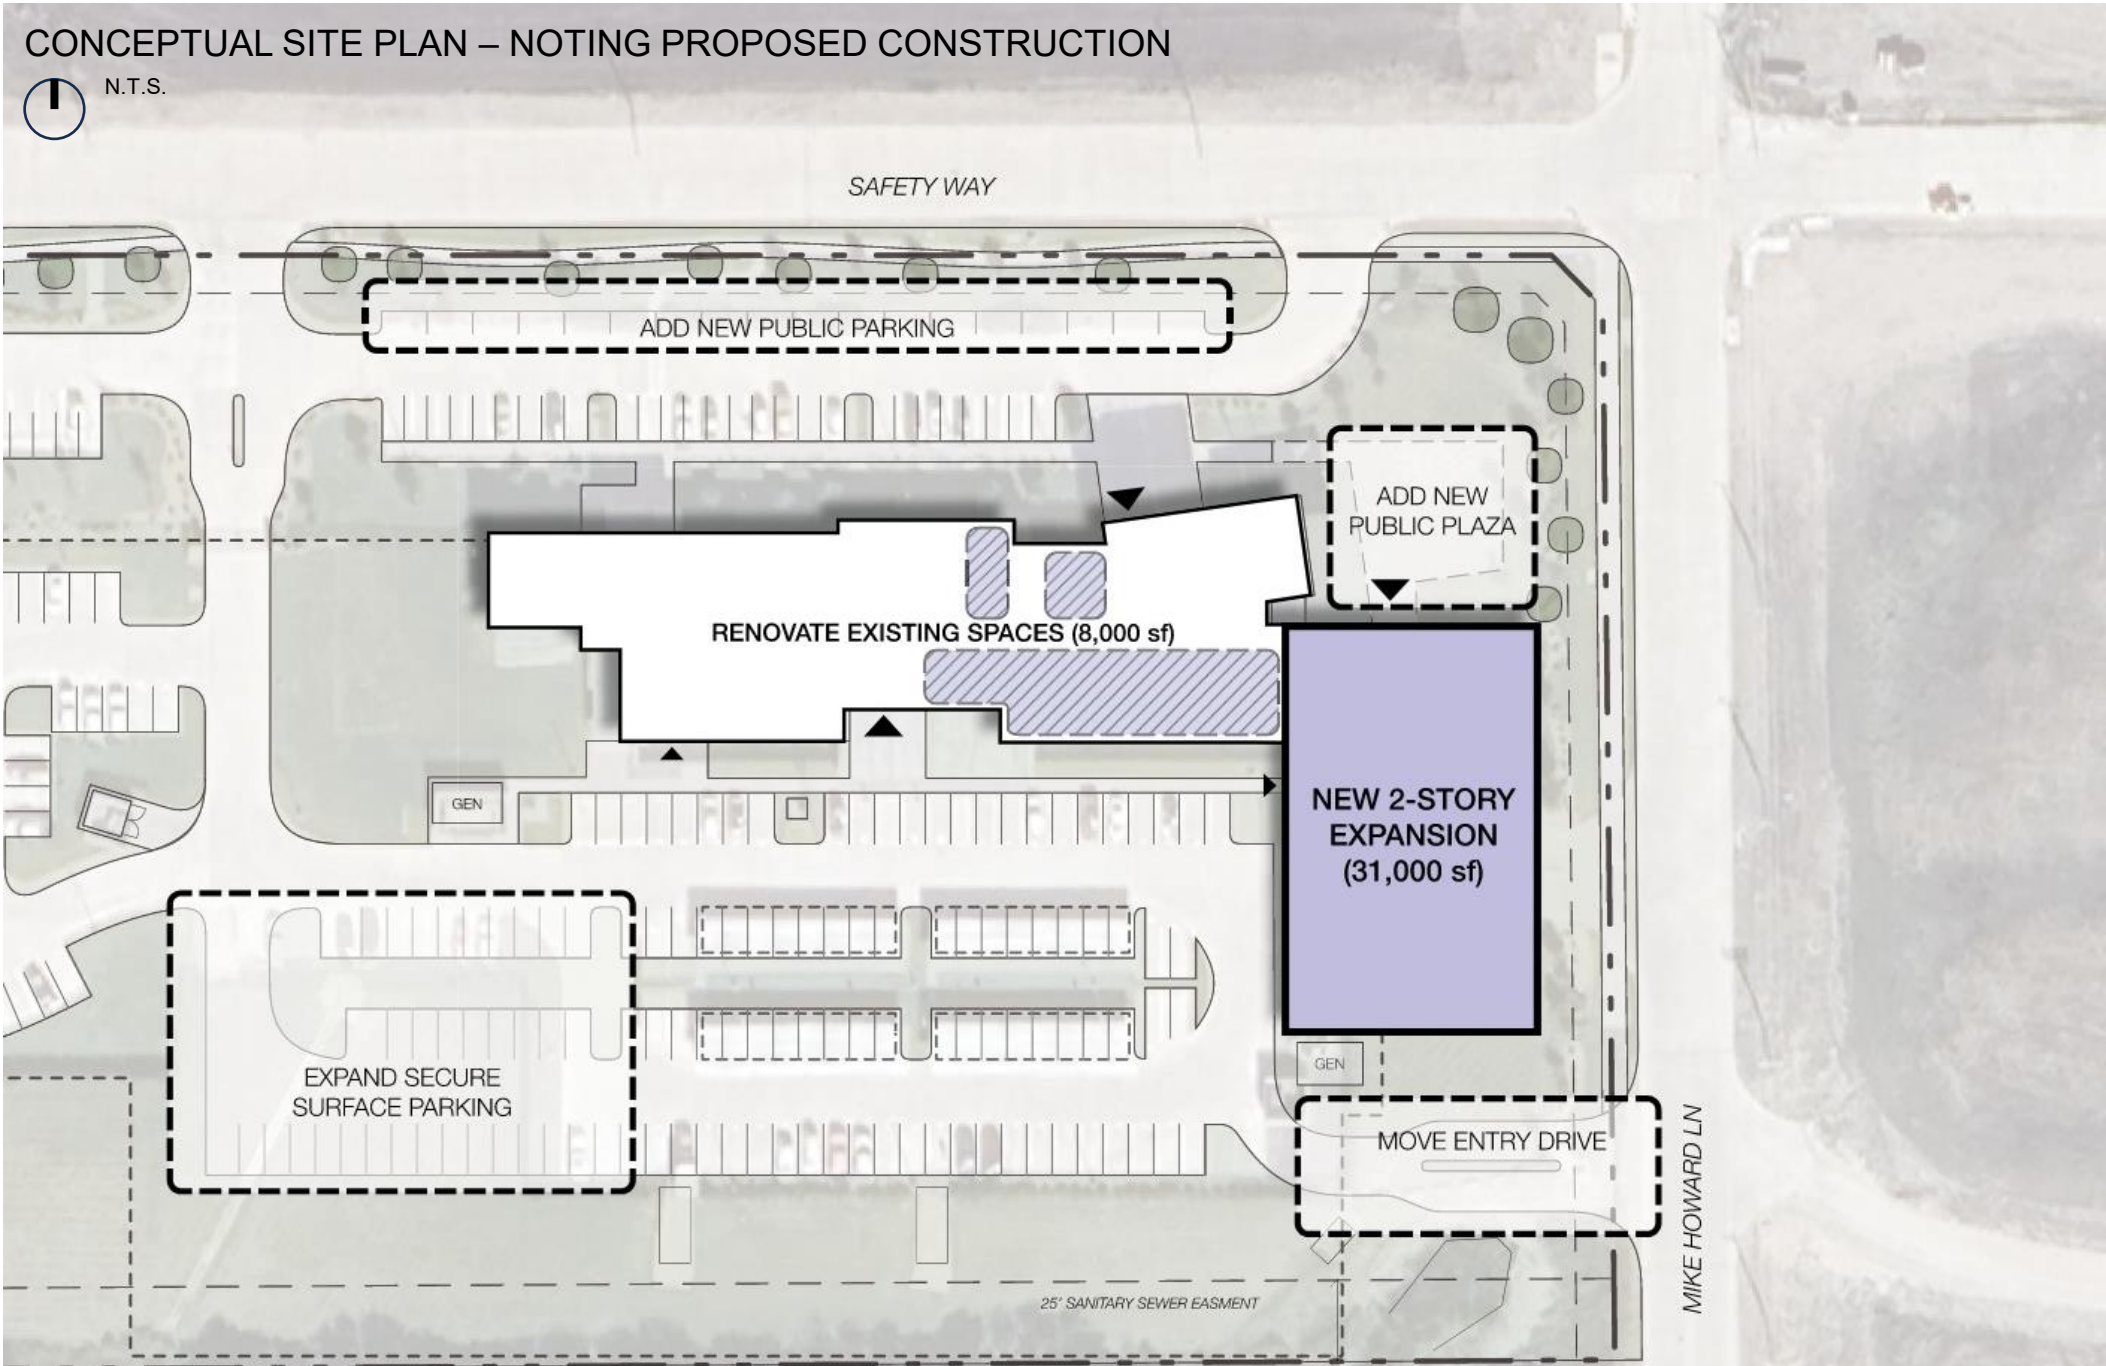 CONCEPTUAL SITE PLAN – NOTING PROPOSED CONSTRUCTION
N.T.S.
SAFETY WAY
ADD NEW PUBLIC PARKING
ADD NEW
PUBLIC PLAZA
RENOVATE EXISTING SPACES (8,000 sf)
GEN
NEW 2-STORY
EXPANSION
(31,000 sf)
EXPAND SECURE
SURFACE PARKING
GEN
MOVE ENTRY DRIVE
MIKE HOWARD LN
25' SANITARY SEWER EASMENT